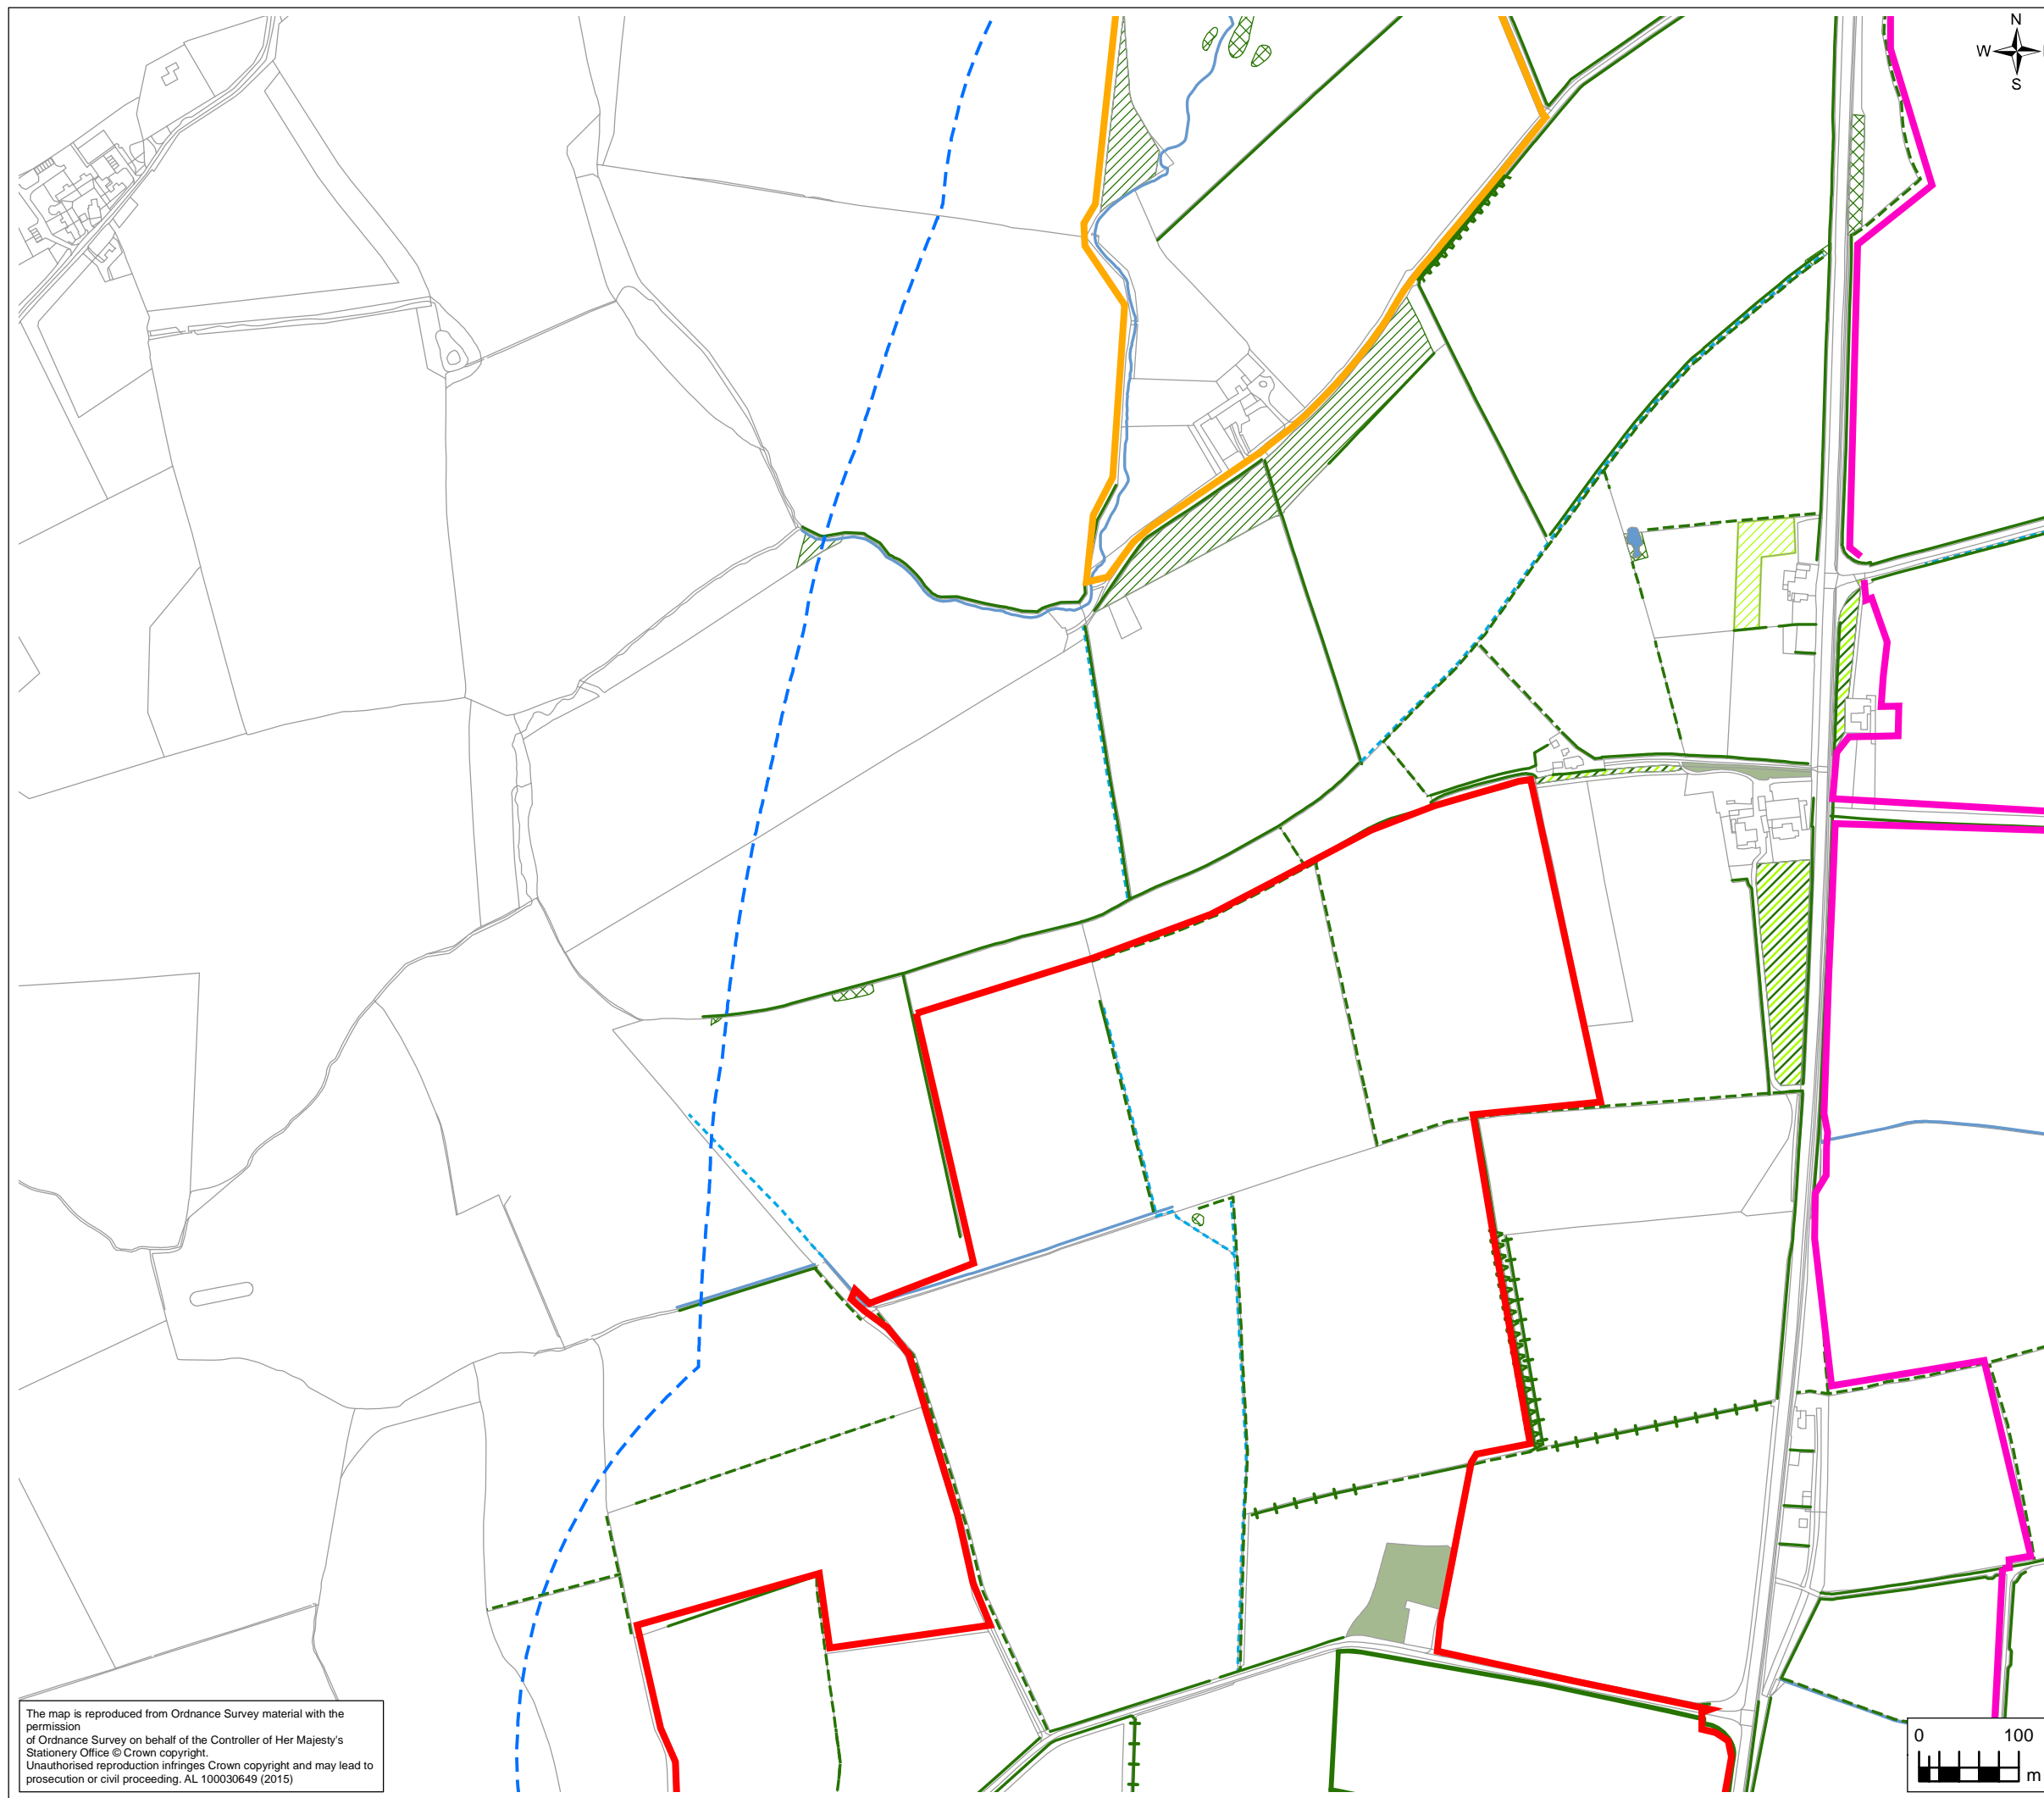 N
W
S
The map is reproduced from Ordnance Survey material with the
permission
of Ordnance Survey on behalf of the Controller of Her Majesty's
Stationery Office © Crown copyright.
Unauthorised reproduction infringes Crown copyright and may lead to
prosecution or civil proceeding. AL 100030649 (2015)
0 100
m